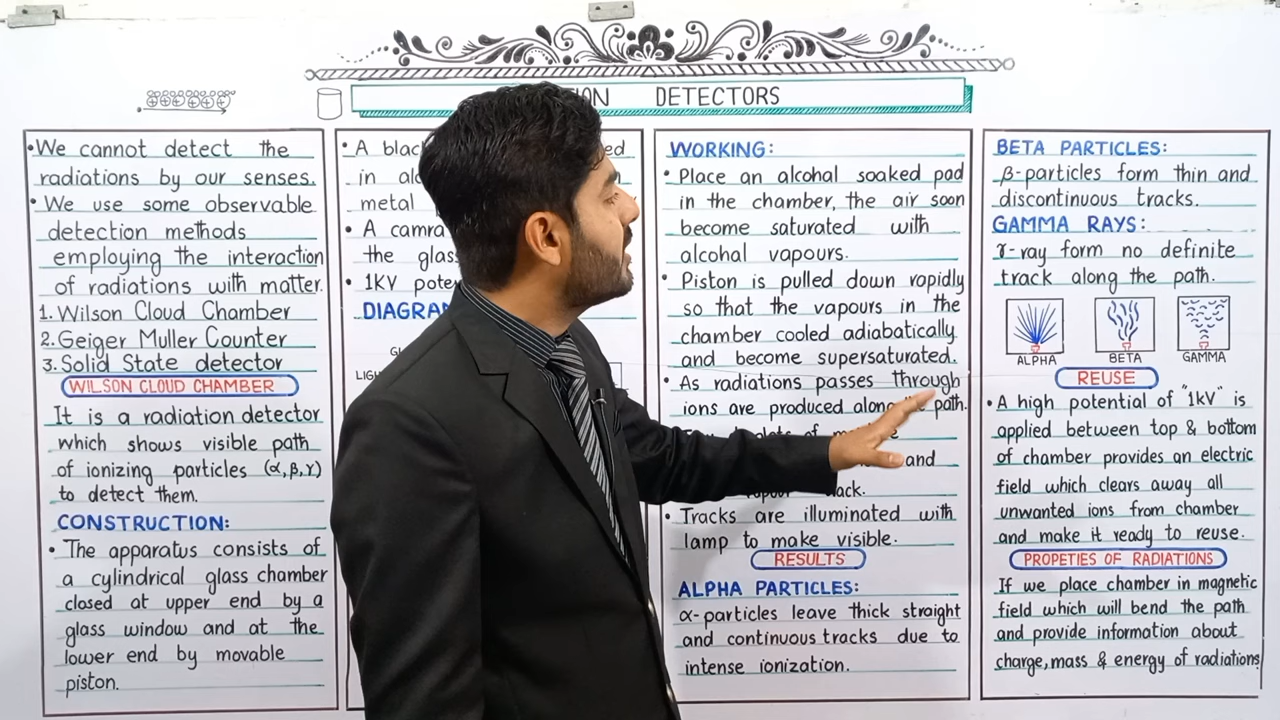 DETECTORS
•We cannot detect the
radiations by our senses.
• We use some observable
detection methods
employing the interaction
of radiations with matter.
1. Wilson Cloud Chamber
2. Geiger Muller Counter
3. Solid State detector
WILSON CLOUD CHAMBER
It is a radiation detector
which shows visible path
of ionizing particles (α,β,γ)
to detect them.
CONSTRUCTION:
• The apparatus consists of
a cylindrical glass chamber
closed at upper end by a
glass window and at the
lower end by movable
piston.
• A
in
metal
• A camra
the
• 1KV
WORKING:
• Place an alcohal soaked pad
in the chamber, the air soon
become saturated with
alcohal vapours.
• Piston is pulled down rapidly
so that the vapours in the
chamber cooled adiabatically
and become supersaturated.
• As radiations passes through
ions are produced along path.
of
and
• Tracks are illuminated with
lamp to make visible.
RESULTS
ALPHA PARTICLES:
α-particles leave thick straight
and continuous tracks due to
intense ionization.
BETA PARTICLES:
β-particles form thin and
discontinuous tracks.
GAMMA RAYS:
γ-ray form no definite
track along the path.
ALPHA BETA GAMMA
REUSE
• A high potential of "1kV" is
applied between top & bottom
of chamber provides an electric
field which clears away all
unwanted ions from chamber
and make it ready to reuse.
PROPETIES OF RADIATIONS
If we place chamber in magnetic
field which will bend the path
and provide information about
charge, mass & energy of radiations